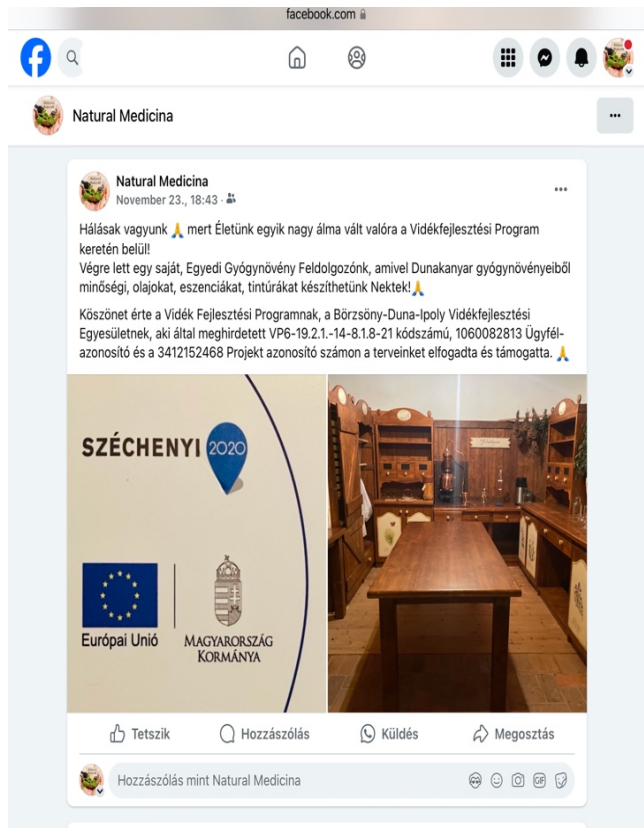 facebook.com
Natural Medicina
Natural Medicina
November 23., 18:43 ·
Hálásak vagyunk 🙏 mert Életünk egyik nagy álma vált valóra a Vidékfejlesztési Program
keretén belül!
Végre lett egy saját, Egyedi Gyógynövény Feldolgozónk, amivel Dunakanyar gyógynövényeiből
minőségi, olajokat, eszenciákat, tintúrákat készíthetünk Nektek!🙏
Köszönet érte a Vidék Fejlesztési Programnak, a Börzsöny-Duna-Ipoly Vidékfejlesztési
Egyesületnek, aki által meghirdetett VP6-19.2.1.-14-8.1.8-21 kódszámú, 1060082813 Ügyfél-
azonosító és a 3412152468 Projekt azonosító számon a terveinket elfogadta és támogatta. 🙏
SZÉCHENYI 2020
Európai Unió
MAGYARORSZÁG
KORMÁNYA
Tetszik
Hozzászólás
Küldés
Megosztás
Hozzászólás mint Natural Medicina
GIF